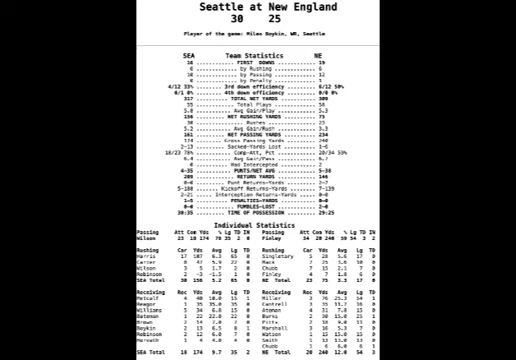 Seattle at New England
30 25
Player of the game: Miles Boykin, WR, Seattle
SEA Team Statistics NE
16 FIRST DOWNS 19
6 by Rushing 6
10 by Passing 12
0 by Penalty 1
4/12 33% 3rd down efficiency 6/12 50%
0/1 0% 4th down efficiency 0/0 0%
317 TOTAL NET YARDS 309
55 Total Plays 58
5.8 Avg Gain/Play 5.3
156 NET RUSHING YARDS 75
30 Rushes 23
5.2 Avg Gain/Rush 3.3
161 NET PASSING YARDS 234
174 Gross Passing Yards 240
2-13 Sacked-Yards Lost 1-6
18/23 78% Comp-Att, Pct 20/34 59%
6.4 Avg Gain/Pass 6.7
0 Had Intercepted 2
4-35 PUNTS/NET AVG 5-38
209 RETURN YARDS 146
0-0 Punt Returns-Yards 2-7
5-188 Kickoff Returns-Yards 7-139
2-21 Interception Returns-Yards 0-0
1-5 PENALTIES-YARDS 0-0
0-0 FUMBLES-LOST 2-0
30:35 TIME OF POSSESSION 29:25
Individual Statistics
Passing Att Com Yds % Lg TD IN Passing Att Com Yds % Lg TD IN
Wilson 23 18 174 78 35 2 0 Finley 34 20 240 59 54 3 2
Rushing Car Yds Avg Lg TD Rushing Car Yds Avg Lg TD
Harris 17 107 6.3 65 0 Singletary 5 28 5.6 17 0
Carter 8 47 5.9 22 0 Mack 7 25 3.6 10 0
Wilson 3 5 1.7 2 0 Chubb 7 15 2.1 7 0
Robinson 2 -3 -1.5 1 0 Finley 4 7 1.8 6 0
SEA Total 30 156 5.2 65 0 NE Total 23 75 3.3 17 0
Receiving Rec Yds Avg Lg TD Receiving Rec Yds Avg Lg TD
Metcalf 4 40 10.0 15 1 Miller 3 76 25.3 54 1
Reagor 1 35 35.0 35 0 Cantrell 3 35 11.7 16 0
Williams 5 34 6.8 15 0 Ateman 4 31 7.8 15 0
Bateman 1 22 22.0 22 0 Burks 2 30 15.0 25 1
Brown 2 14 7.0 7 0 Pitts 2 18 9.0 11 0
Boykin 2 13 6.5 8 1 Marshall 3 16 5.3 7 0
Robinson 2 12 6.0 7 0 Watson 1 15 15.0 15 0
Horvath 1 4 4.0 4 0 Smith 1 13 13.0 13 0
Chubb 1 6 6.0 6 1
SEA Total 18 174 9.7 35 2 NE Total 20 240 12.0 54 3